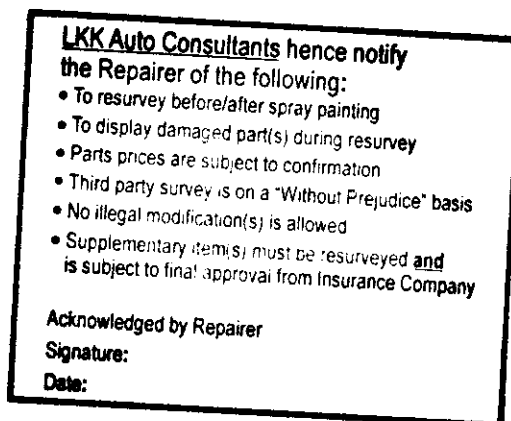 LKK Auto Consultants hence notify
the Repairer of the following:
• To resurvey before/after spray painting
• To display damaged part(s) during resurvey
• Parts prices are subject to confirmation
• Third party survey is on a "Without Prejudice" basis
• No illegal modification(s) is allowed
• Supplementary item(s) must be resurveyed and
is subject to final approval from Insurance Company
Acknowledged by Repairer
Signature:
Date: